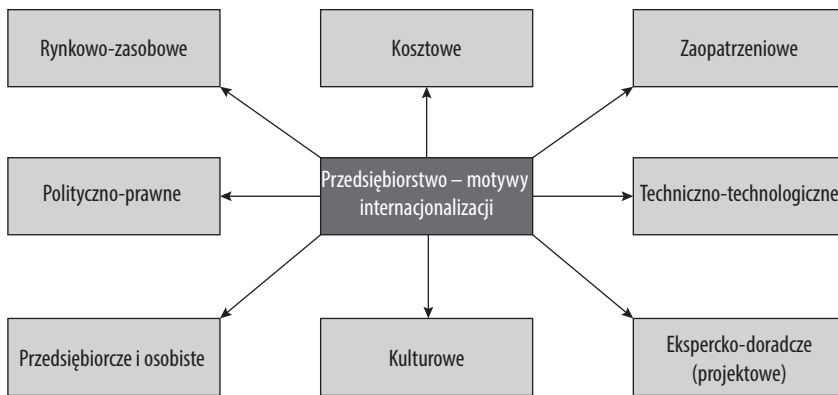 Rynkowo-zasobowe
Kosztowe
Zaopatrzeniowe
Polityczno-prawne
Przedsiębiorstwo – motywy
internacjonalizacji
Techniczno-technologiczne
Przedsiębiorcze i osobiste
Kulturowe
Ekspercko-doradcze
(projektowe)